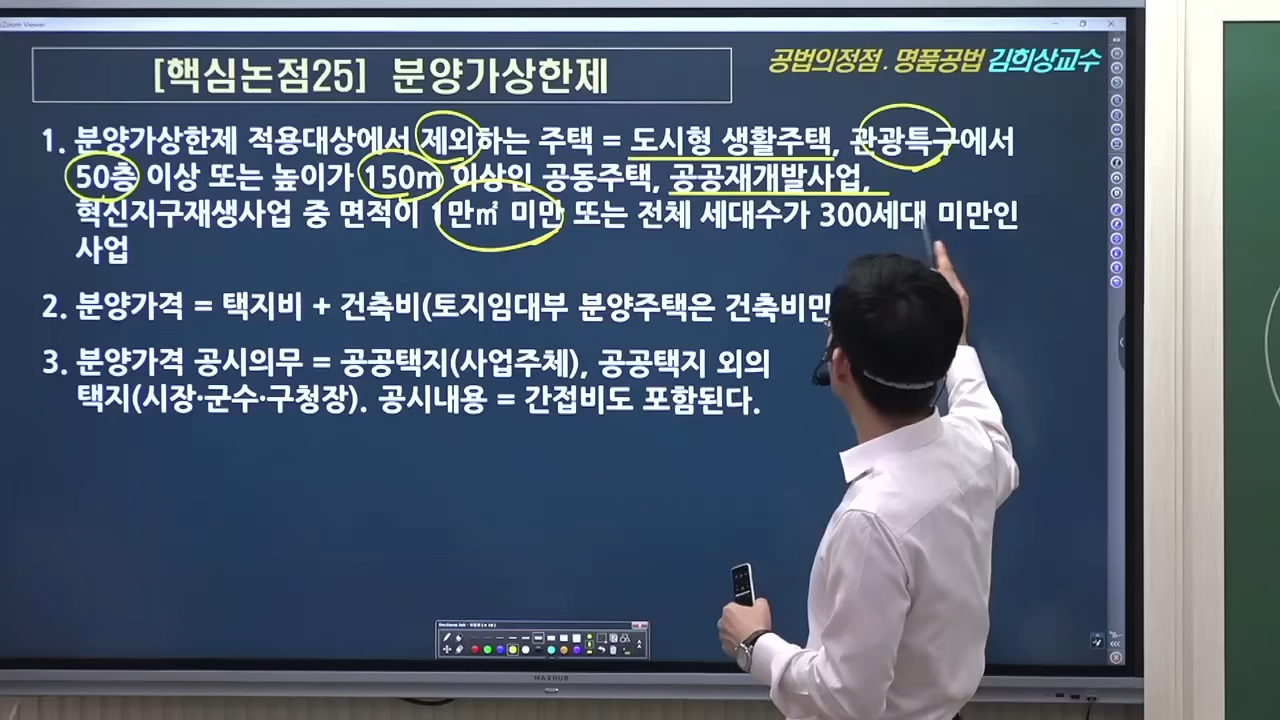 Zoom Viewer
[핵심논점25] 분양가상한제
공법의정점. 명품공법 김희상교수
1. 분양가상한제 적용대상에서 제외하는 주택 = 도시형 생활주택, 관광특구에서
50층 이상 또는 높이가 150m 이상인 공동주택, 공공재개발사업,
혁신지구재생사업 중 면적이 1만㎡ 미만 또는 전체 세대수가 300세대 미만인
사업
2. 분양가격 = 택지비 + 건축비(토지임대부 분양주택은 건축비만
3. 분양가격 공시의무 = 공공택지(사업주체), 공공택지 외의
택지(시장·군수·구청장). 공시내용 = 간접비도 포함된다.
MAXHUB